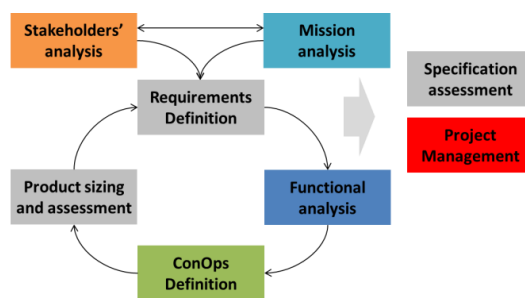 Stakeholders'
analysis
Mission
analysis
Specification
assessment
Requirements
Definition
Project
Management
Product sizing
and assessment
Functional
analysis
ConOps
Definition